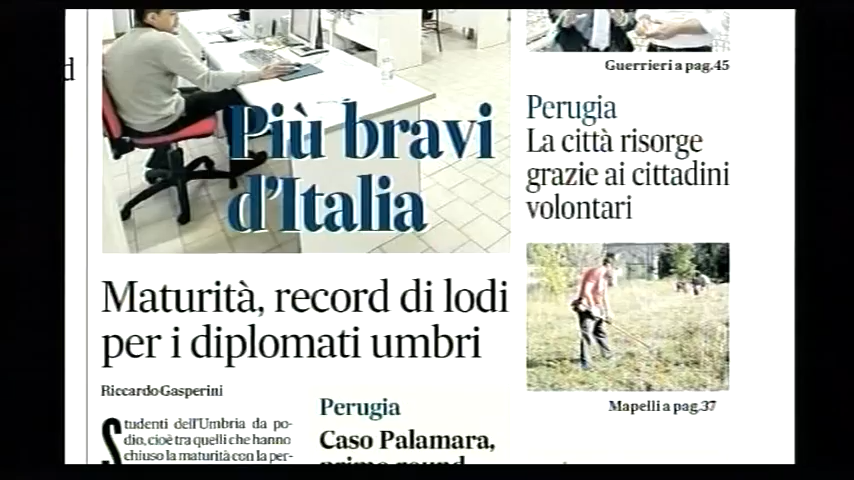 d
Più bravi
d'Italia
Maturità, record di lodi
per i diplomati umbri
Riccardo Gasperini
Studenti dell'Umbria da po-
dio, cioè tra quelli che hanno
chiuso la maturità con la per-
Perugia
Caso Palamara,
primo round
Guerrieri a pag.45
Perugia
La città risorge
grazie ai cittadini
volontari
Mapelli a pag.37